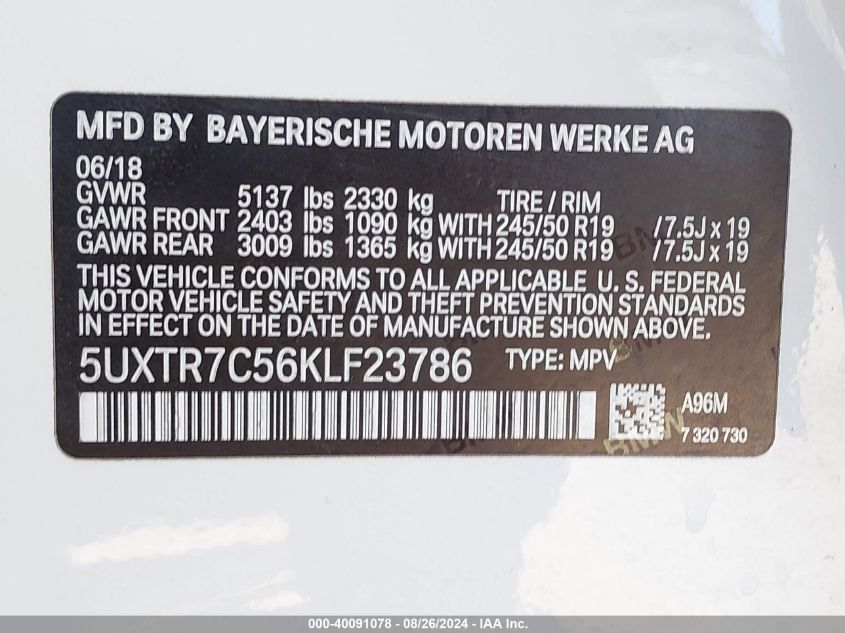 MFD BY BAYERISCHE MOTOREN WERKE AG
06/18
GVWR 5137 lbs 2330 kg TIRE / RIM
GAWR FRONT 2403 lbs 1090 kg WITH 245/50 R19 /7.5J x 19
GAWR REAR 3009 lbs 1365 kg WITH 245/50 R19 /7.5J x 19
THIS VEHICLE CONFORMS TO ALL APPLICABLE U. S. FEDERAL
MOTOR VEHICLE SAFETY AND THEFT PREVENTION STANDARDS
IN EFFECT ON THE DATE OF MANUFACTURE SHOWN ABOVE.
5UXTR7C56KLF23786 TYPE: MPV
A96M
7 320 730
000-40091078 - 08/26/2024 - IAA Inc.